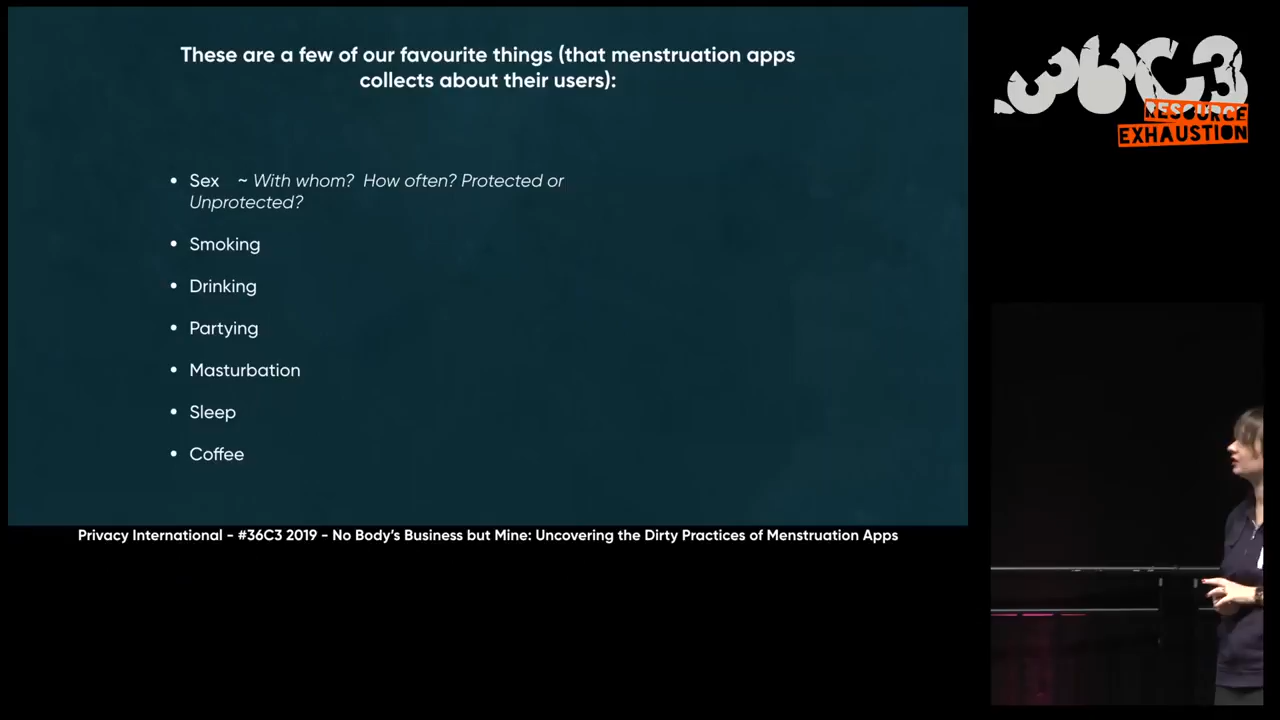 These are a few of our favourite things (that menstruation apps
collects about their users):
• Sex ~ With whom? How often? Protected or
Unprotected?
• Smoking
• Drinking
• Partying
• Masturbation
• Sleep
• Coffee
Privacy International - #36C3 2019 - No Body's Business but Mine: Uncovering the Dirty Practices of Menstruation Apps
36C3
RESOURCE
EXHAUSTION